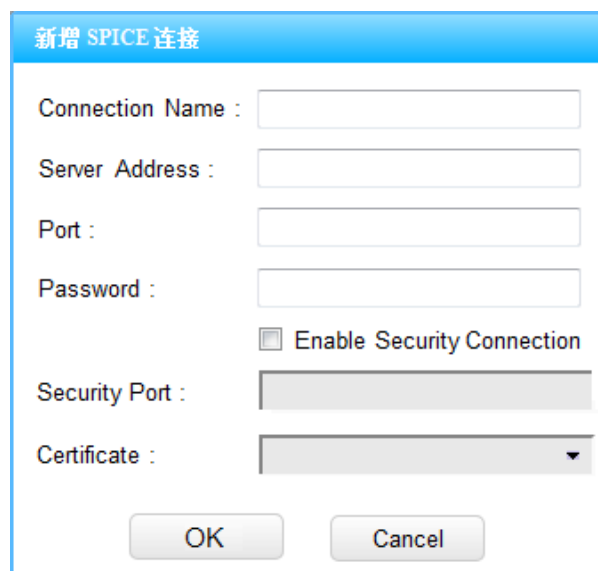 新增 SPICE 连接
Connection Name :
Server Address :
Port :
Password :
Enable Security Connection
Security Port :
Certificate :
OK Cancel